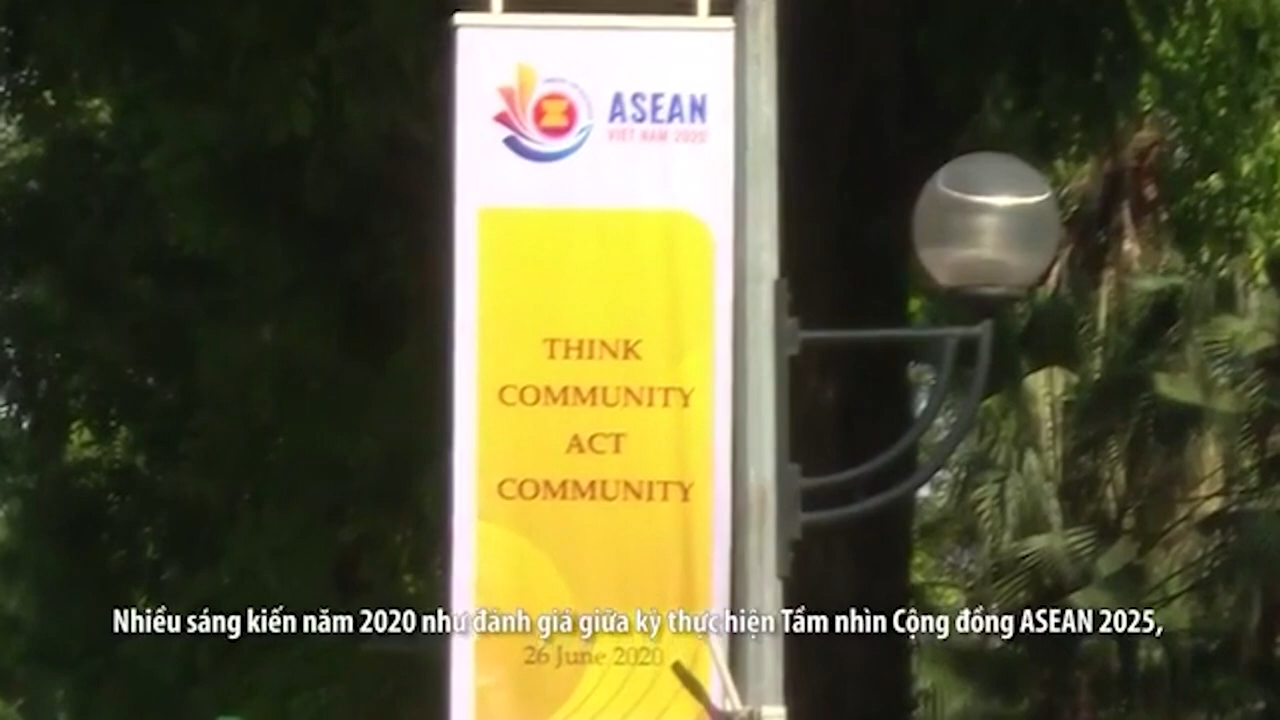 ASEAN
VIET NAM 2020
THINK
COMMUNITY
ACT
COMMUNITY
Nhiều sáng kiến năm 2020 như đánh giá giữa kỳ thực hiện Tầm nhìn Cộng đồng ASEAN 2025,
26 June 2020